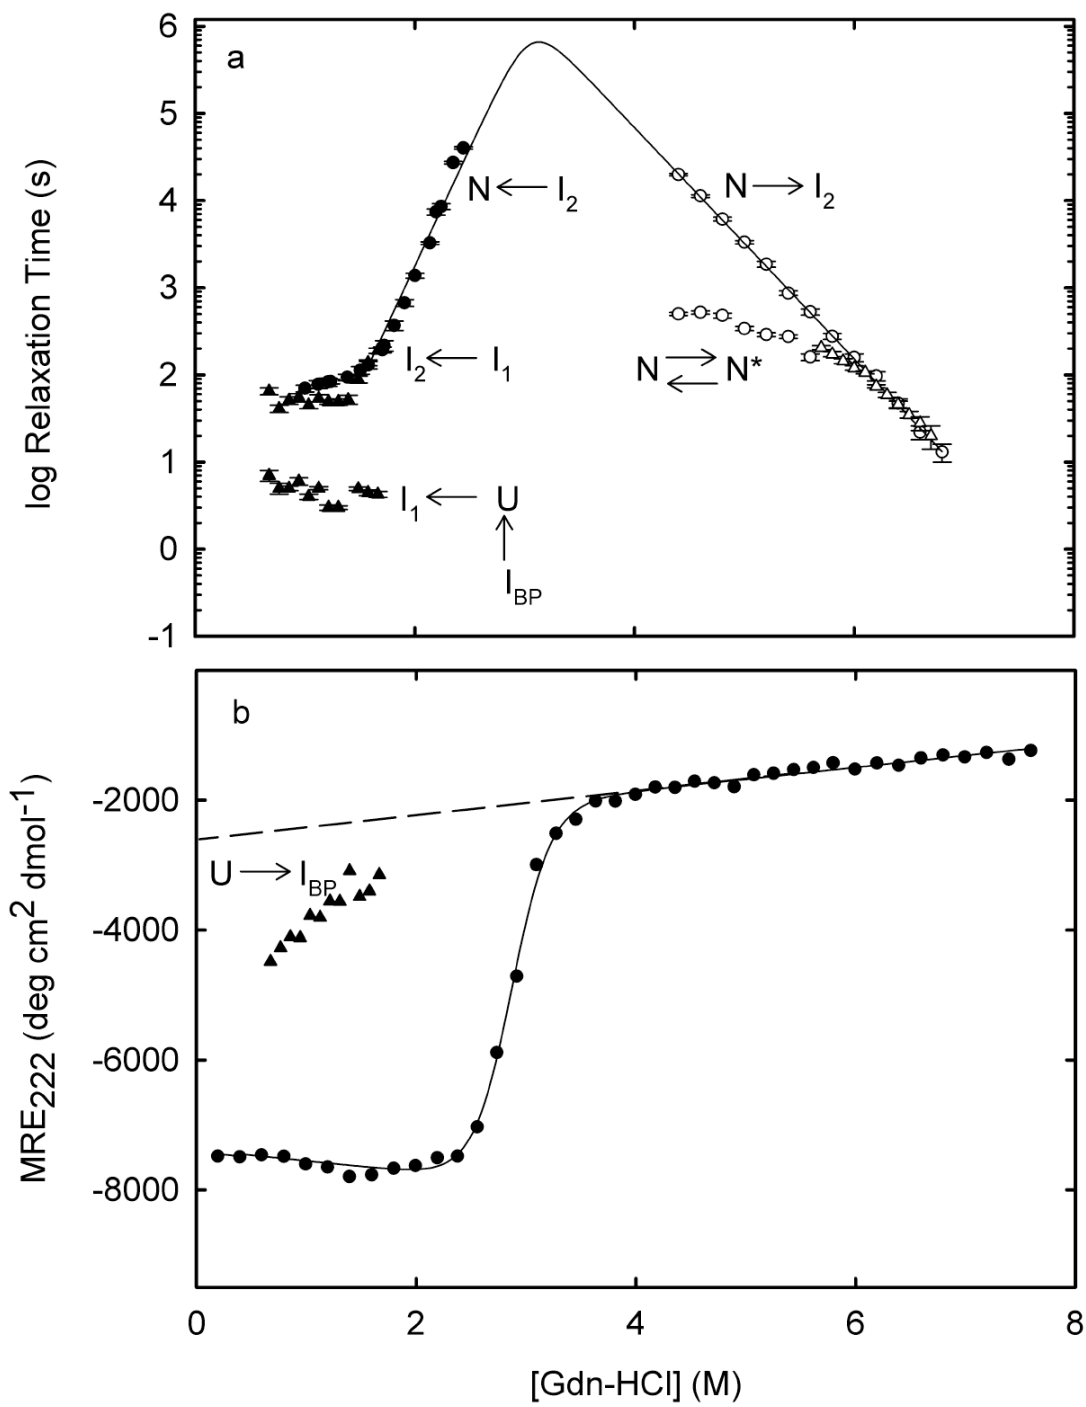 a
6
5
4
3
2
1
0
-1
log Relaxation Time (s)
N ← I2
N → I2
I2 ← I1
N ⇄ N*
I1 ← U
↑
IBP
b
-2000
-4000
-6000
-8000
MRE222 (deg cm2 dmol-1)
U → IBP
0 2 4 6 8
[Gdn-HCl] (M)